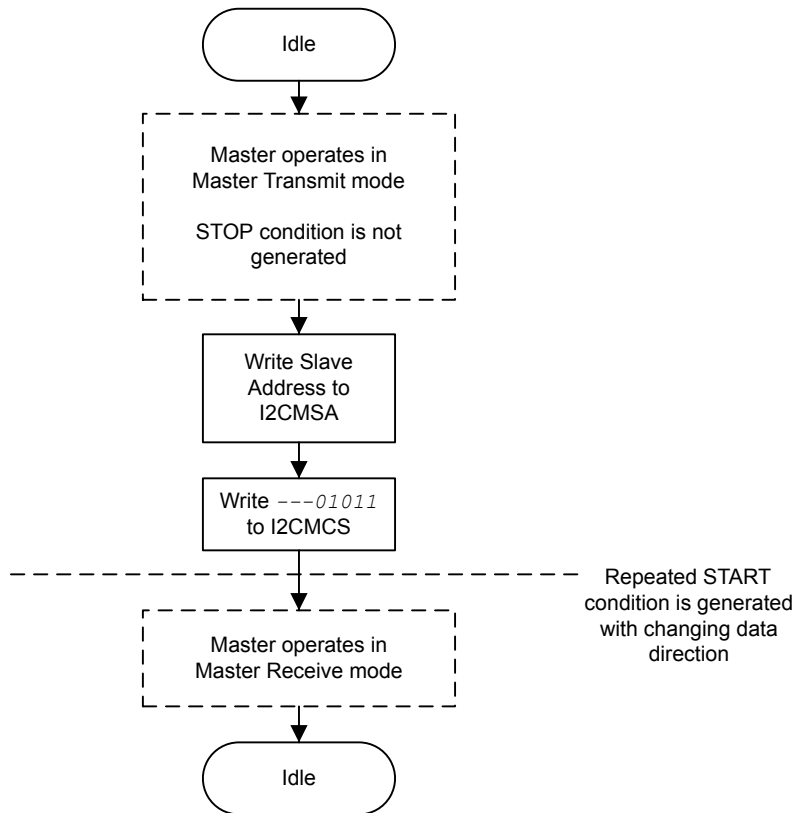 Idle
Master operates in
Master Transmit mode
STOP condition is not
generated
Write Slave
Address to
I2CMSA
Write ---01011
to I2CMCS
Repeated START
condition is generated
with changing data
direction
Master operates in
Master Receive mode
Idle